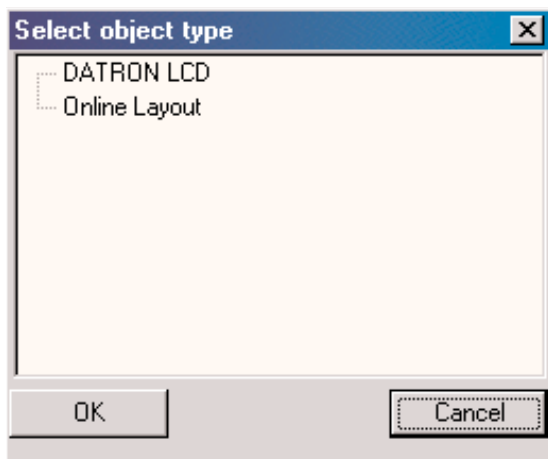 Select object type
DATRON LCD
Online Layout
OK
Cancel